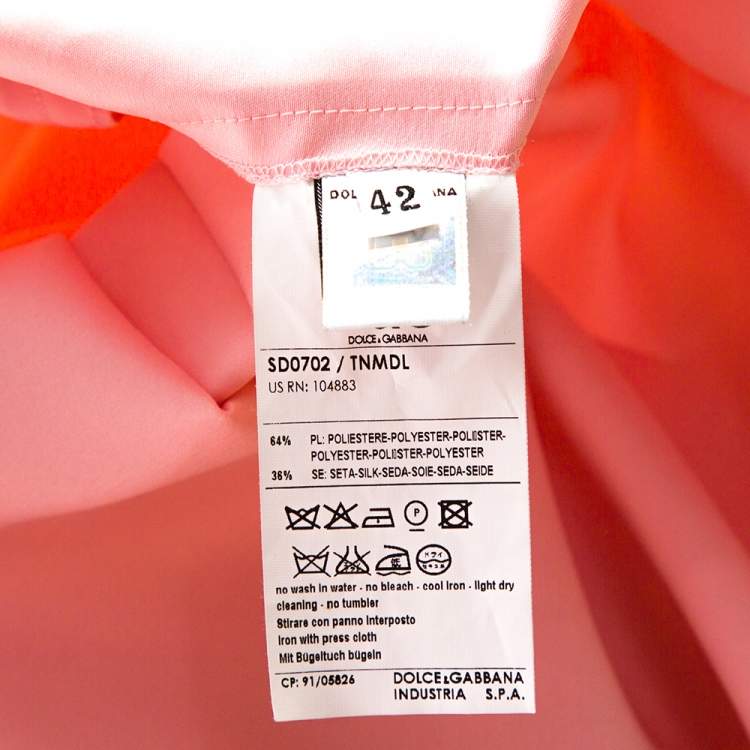 DOL 42 NA
DOLCE&GABBANA
SD0702 / TNMDL
US RN: 104883
64% PL: POLIESTERE-POLYESTER-POLIESTER-
POLYESTER-POLIESTER-POLYESTER
36% SE: SETA-SILK-SEDA-SOIE-SEDA-SEIDE
P
no wash in water - no bleach - cool iron - light dry
cleaning - no tumbler
Stirare con panno interposto
Iron with press cloth
Mit Bügeltuch bügeln
CP: 91/05826
DOLCE&GABBANA
INDUSTRIA S.P.A.